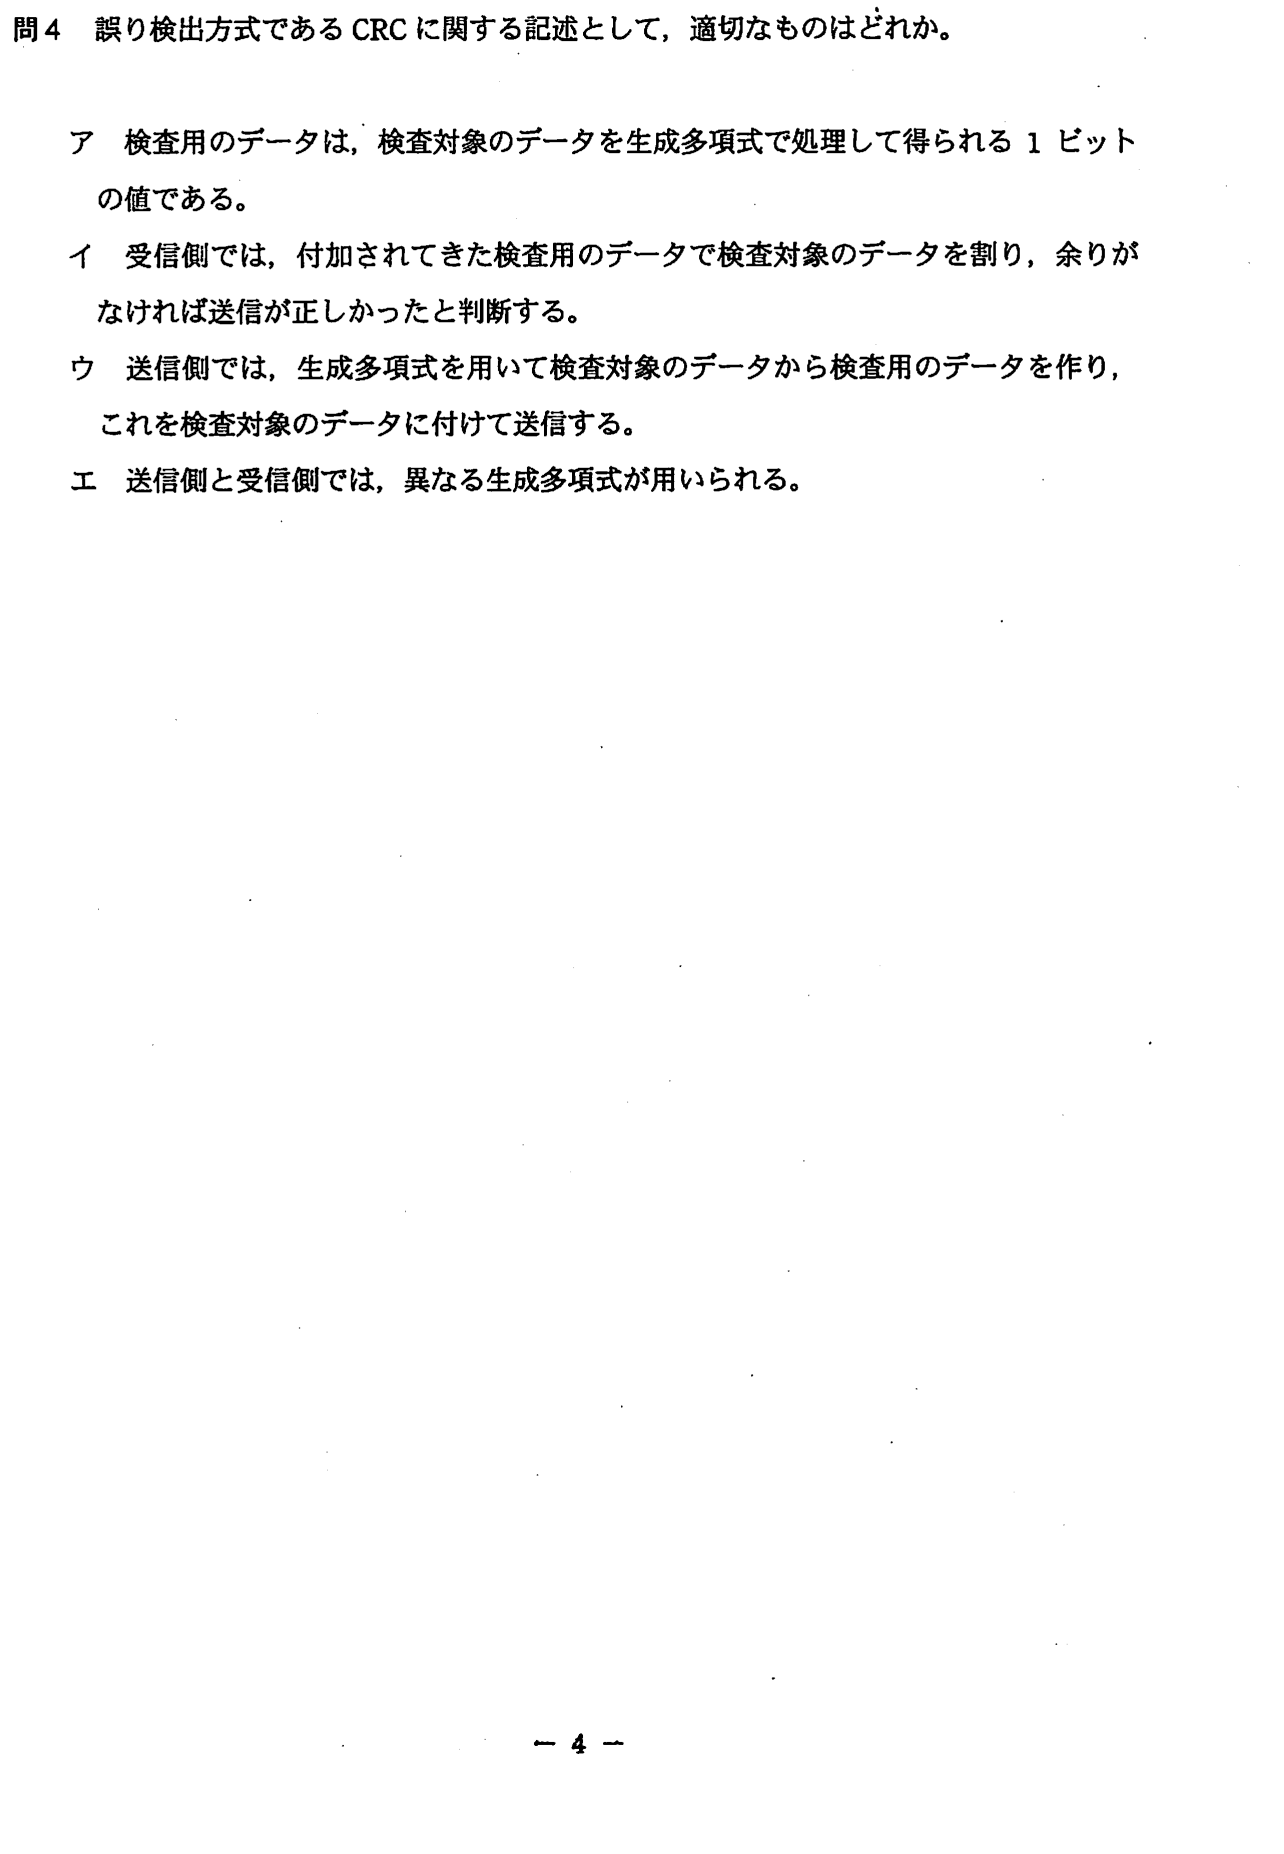 問4　誤り検出方式である CRC に関する記述として，適切なものはどれか。
ア　検査用のデータは，検査対象のデータを生成多項式で処理して得られる 1 ビット
の値である。
イ　受信側では，付加されてきた検査用のデータで検査対象のデータを割り，余りが
なければ送信が正しかったと判断する。
ウ　送信側では，生成多項式を用いて検査対象のデータから検査用のデータを作り，
これを検査対象のデータに付けて送信する。
エ　送信側と受信側では，異なる生成多項式が用いられる。
－ 4 －